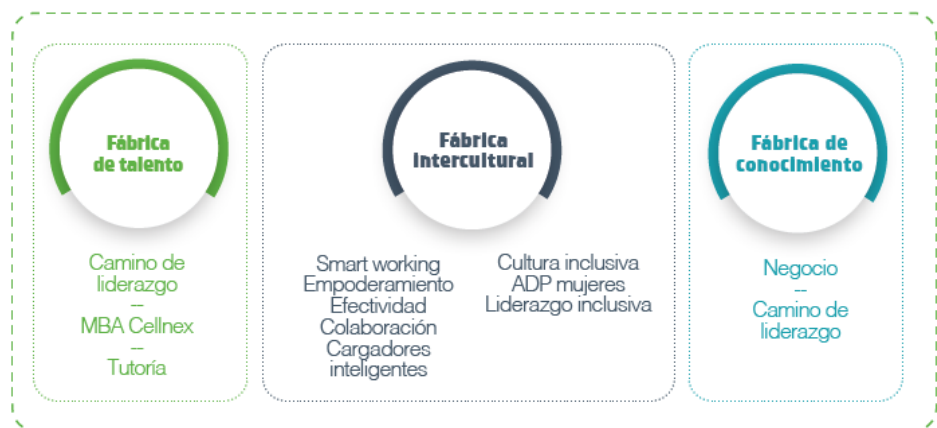 Fábrica
de talento
Camino de
liderazgo
--
MBA Cellnex
--
Tutoría
Fábrica
intercultural
Smart working
Empoderamiento
Efectividad
Colaboración
Cargadores
inteligentes
Cultura inclusiva
ADP mujeres
Liderazgo inclusiva
Fábrica de
conocimiento
Negocio
--
Camino de
liderazgo